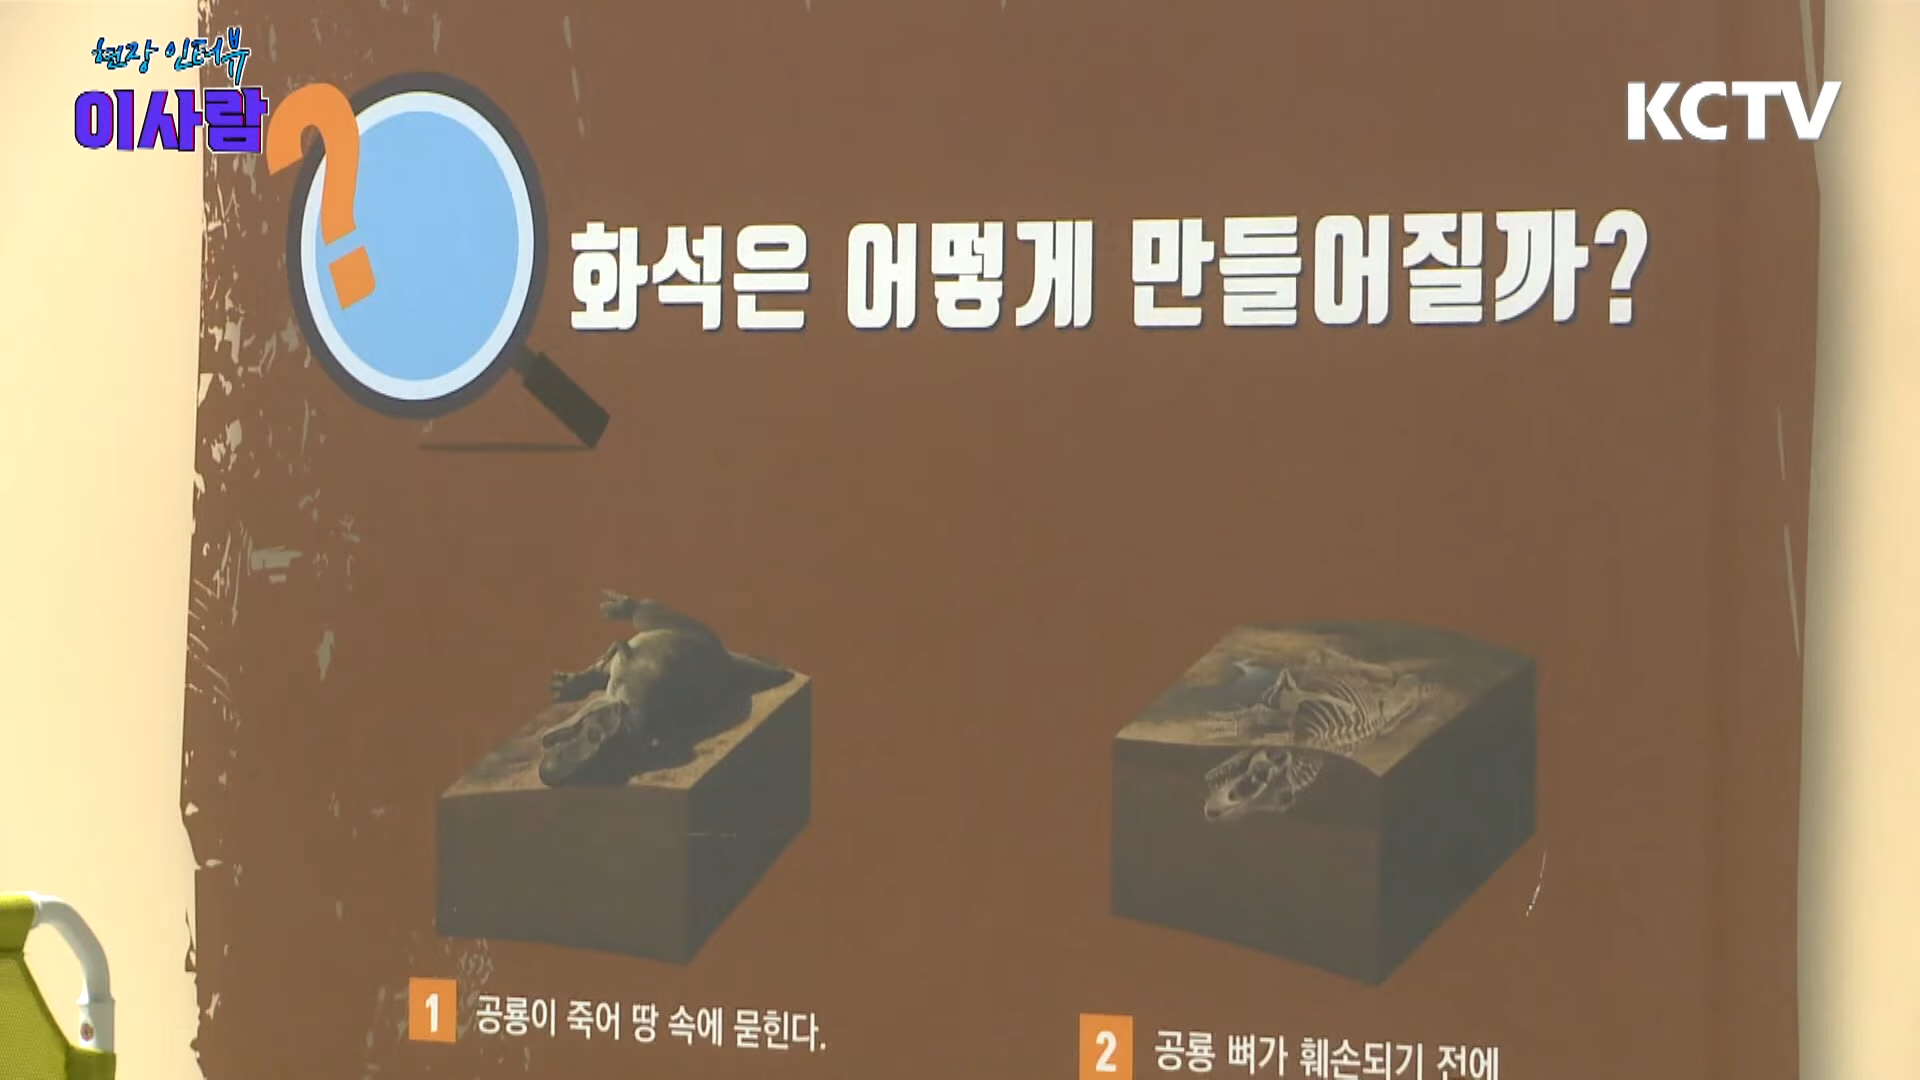 현장 인터뷰
이사람
KCTV
?
화석은 어떻게 만들어질까?
1 공룡이 죽어 땅 속에 묻힌다.
2 공룡 뼈가 훼손되기 전에